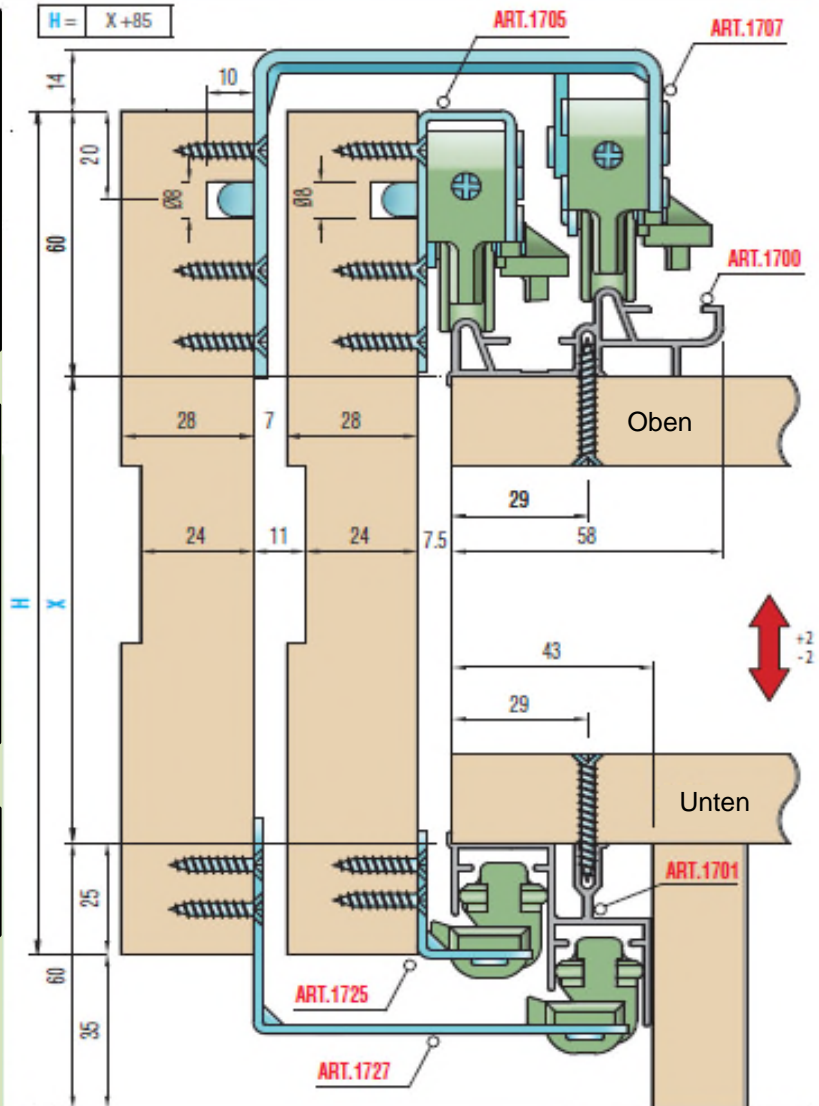 H = X +85
ART.1705
ART.1707
14
10
20
Ø8
Ø8
60
ART.1700
28
7
28
Oben
29
24
11
24
7.5
58
H
X
+2
-2
43
29
Unten
ART.1701
25
60
35
ART.1725
ART.1727